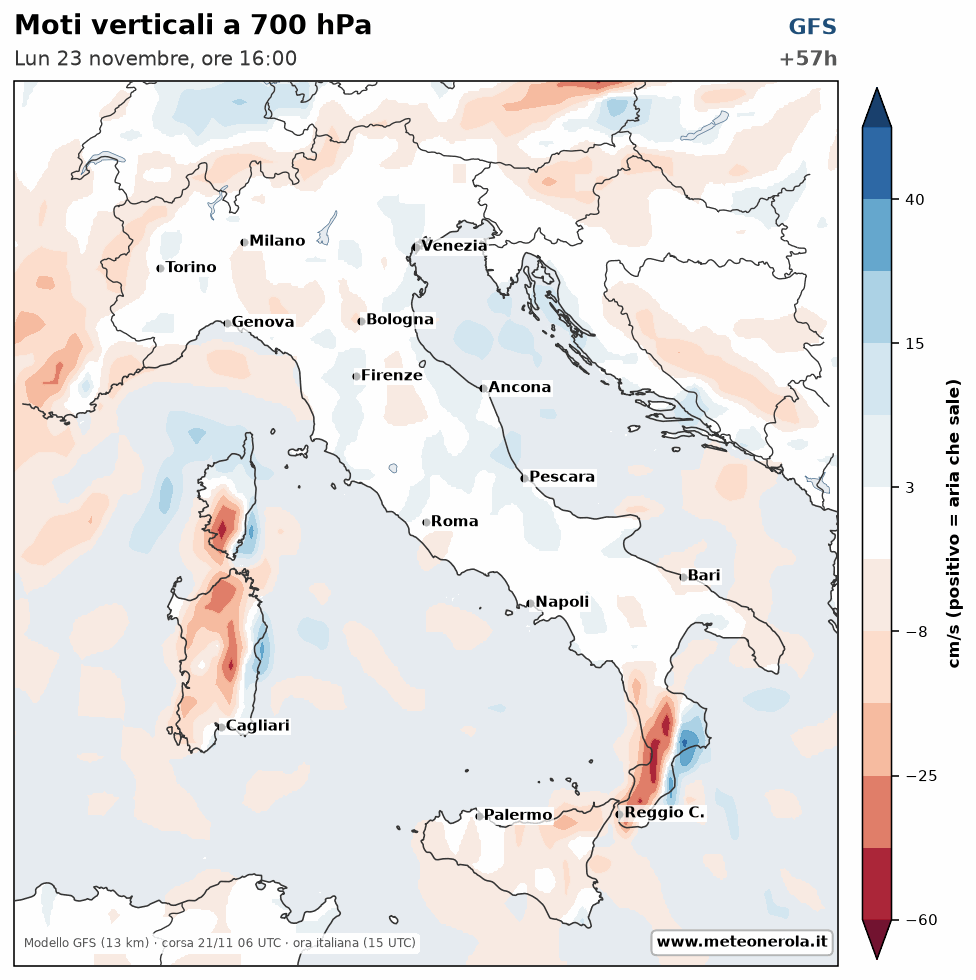 Moti verticali a 700 hPa
GFS
Lun 23 novembre, ore 16:00
+57h
Milano
Venezia
Torino
Genova
Bologna
Firenze
Ancona
Pescara
Roma
Bari
Napoli
Cagliari
Palermo
Reggio C.
40
15
3
−8
−25
−60
cm/s (positivo = aria che sale)
Modello GFS (13 km) · corsa 21/11 06 UTC · ora italiana (15 UTC)
www.meteonerola.it